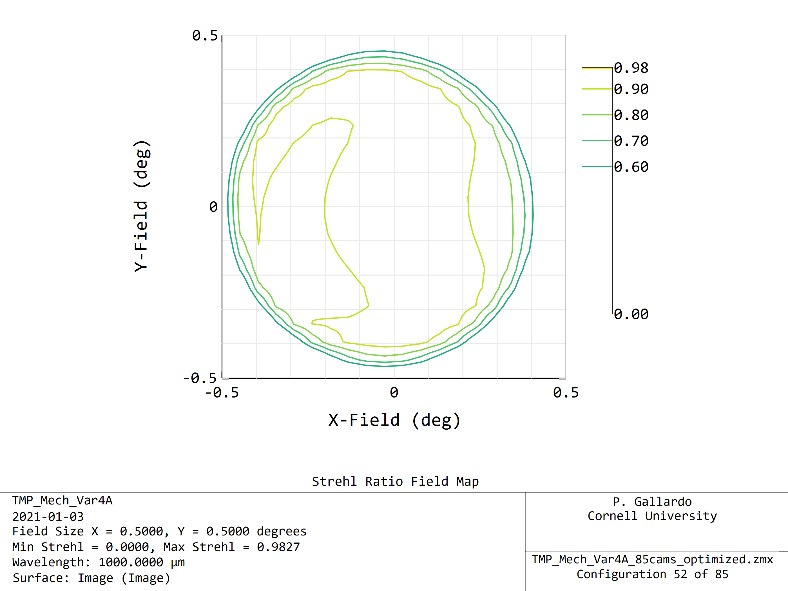 0.5
0.98
0.90
0.80
0.70
0.60
Y-Field (deg)
0
0.00
-0.5
-0.5 0 0.5
X-Field (deg)
Strehl Ratio Field Map
TMP_Mech_Var4A
2021-01-03
Field Size X = 0.5000, Y = 0.5000 degrees
Min Strehl = 0.0000, Max Strehl = 0.9827
Wavelength: 1000.0000 µm
Surface: Image (Image)
P. Gallardo
Cornell University
TMP_Mech_Var4A_85cams_optimized.zmx
Configuration 52 of 85